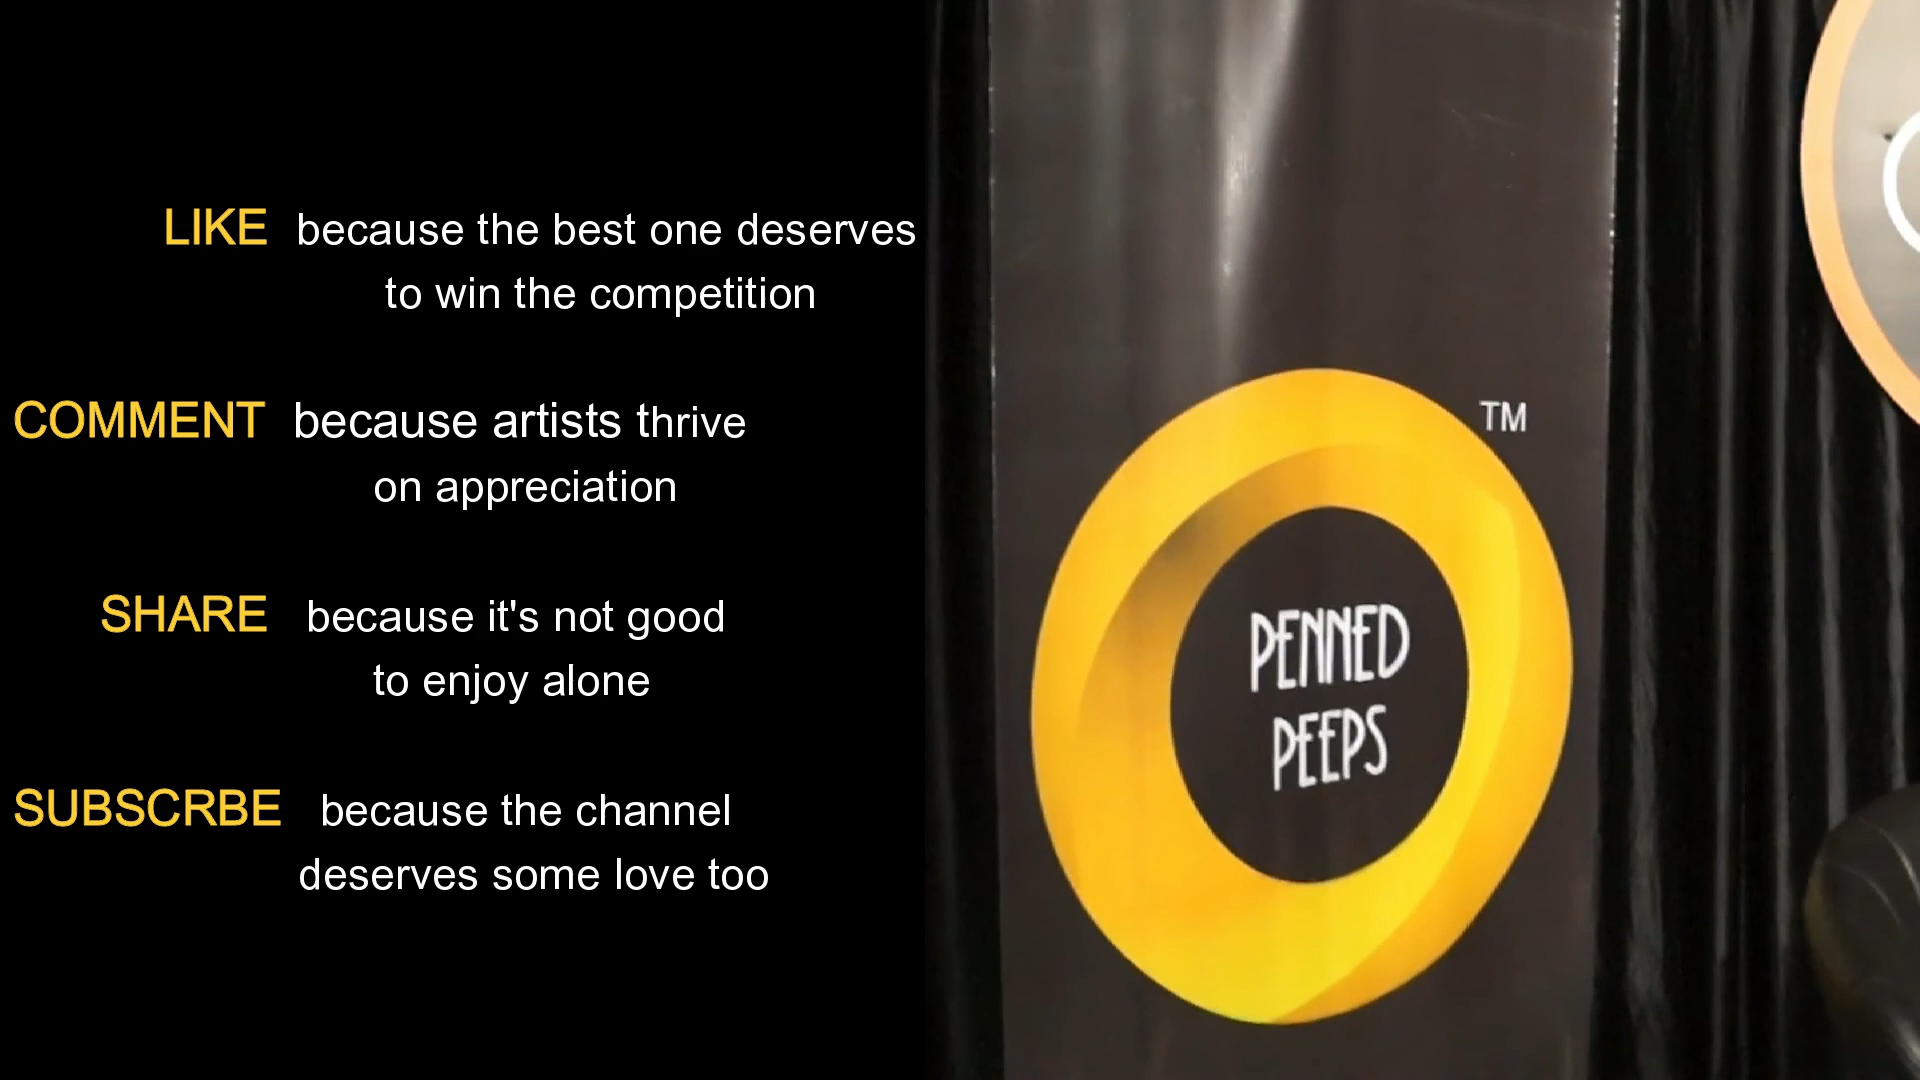 LIKE because the best one deserves
to win the competition
COMMENT because artists thrive
on appreciation
SHARE because it's not good
to enjoy alone
SUBSCRBE because the channel
deserves some love too
TM
PENNED
PEEPS